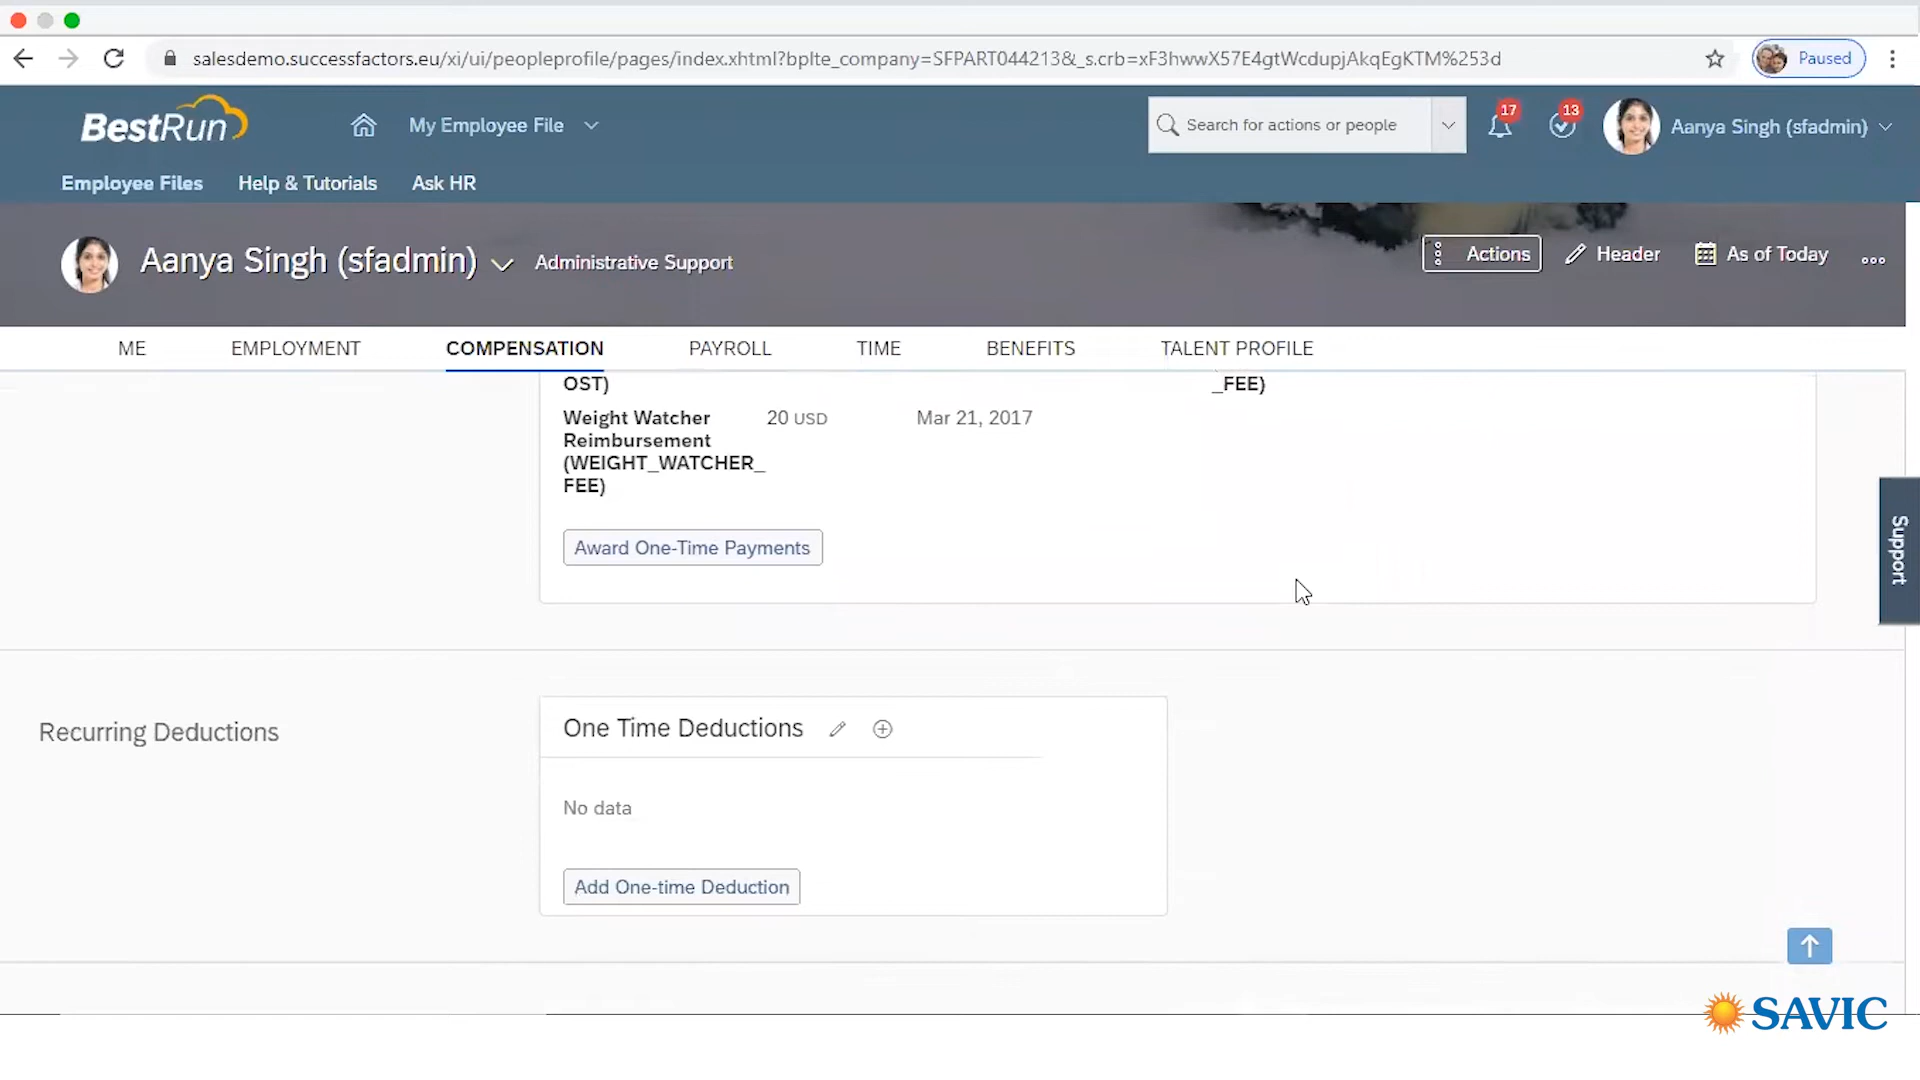 salesdemo.successfactors.eu/xi/ui/peopleprofile/pages/index.xhtml?bplte_company=SFPART044213&_s.crb=xF3hwwX57E4gtWcdupjAkqEgKTM%253d
Paused
BestRun
My Employee File
Search for actions or people
17
13
Aanya Singh (sfadmin)
Employee Files
Help & Tutorials
Ask HR
Aanya Singh (sfadmin)
Administrative Support
Actions
Header
As of Today
ME
EMPLOYMENT
COMPENSATION
PAYROLL
TIME
BENEFITS
TALENT PROFILE
OST)
_FEE)
Weight Watcher
Reimbursement
(WEIGHT_WATCHER_
FEE)
20 USD
Mar 21, 2017
Award One-Time Payments
Support
Recurring Deductions
One Time Deductions
No data
Add One-time Deduction
SAVIC